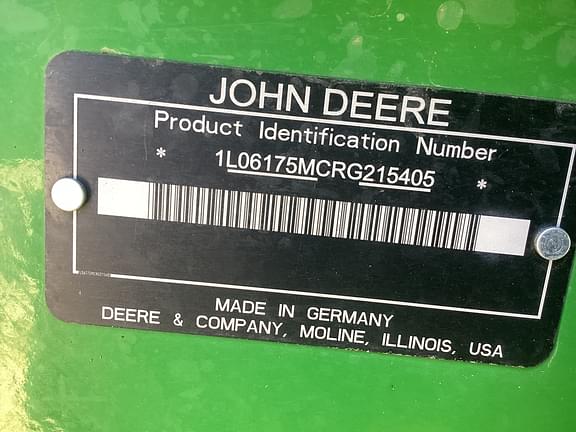 JOHN DEERE
Product Identification Number
* 1L06175MCRG215405 *
MADE IN GERMANY
DEERE & COMPANY, MOLINE, ILLINOIS, USA